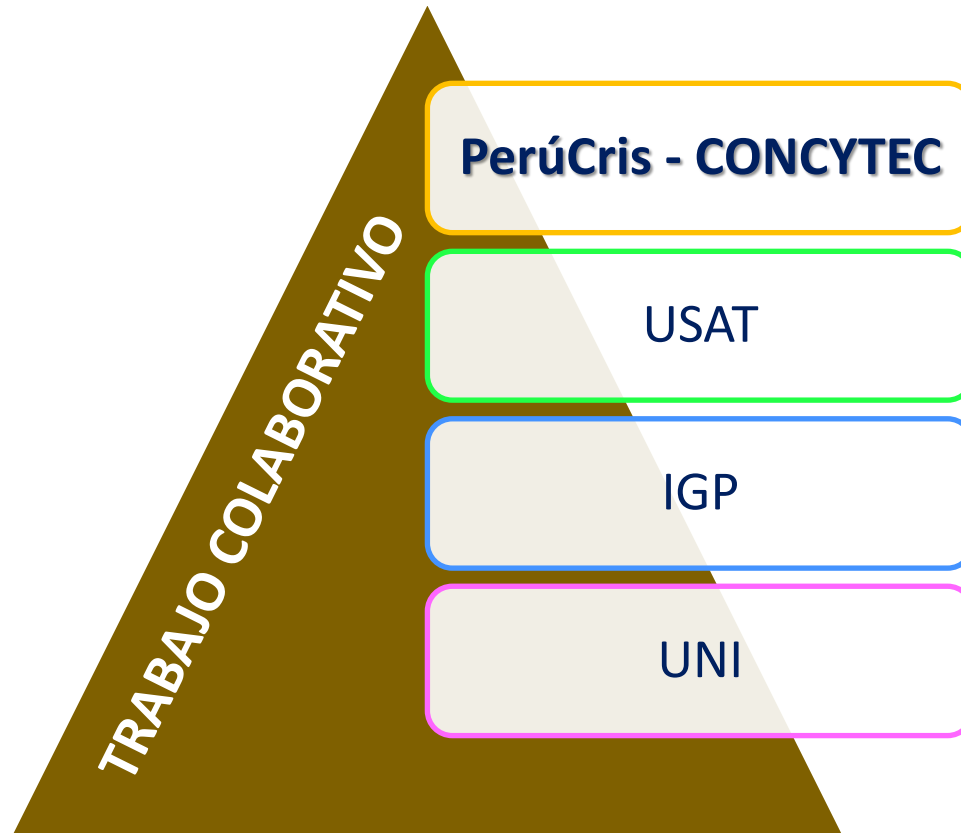 PerúCris - CONCYTEC
USAT
IGP
UNI
TRABAJO COLABORATIVO